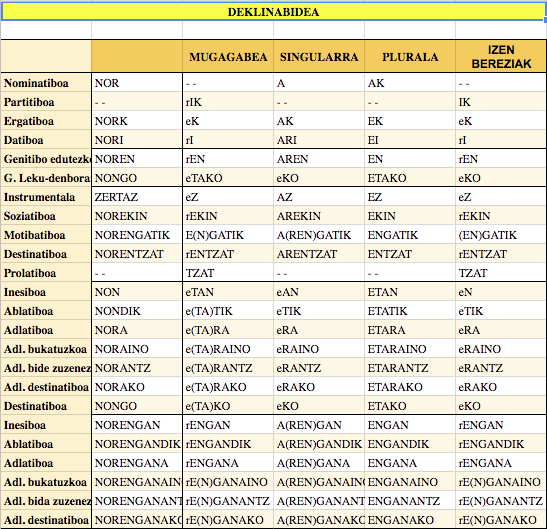 DEKLINABIDEA
MUGAGABEA SINGULARRA PLURALA IZEN BEREZIAK
Nominatiboa NOR - - A AK - -
Partitiboa - - rIK - - - - IK
Ergatiboa NORK eK AK EK eK
Datiboa NORI rI ARI EI rI
Genitibo edutezk NOREN rEN AREN EN rEN
G. Leku-denbora NONGO eTAKO eKO ETAKO eKO
Instrumentala ZERTAZ eZ AZ EZ eZ
Soziatiboa NOREKIN rEKIN AREKIN EKIN rEKIN
Motibatiboa NORENGATIK E(N)GATIK A(REN)GATIK ENGATIK (EN)GATIK
Destinatiboa NORENTZAT rENTZAT ARENTZAT ENTZAT rENTZAT
Prolatiboa - - TZAT - - - - TZAT
Inesiboa NON eTAN eAN ETAN eN
Ablatiboa NONDIK e(TA)TIK eTIK ETATIK eTIK
Adlatiboa NORA e(TA)RA eRA ETARA eRA
Adl. bukatuzkoa NORAINO e(TA)RAINO eRAINO ETARAINO eRAINO
Adl. bide zuzenez NORANTZ e(TA)RANTZ eRANTZ ETARANTZ eRANTZ
Adl. destinatiboa NORAKO e(TA)RAKO eRAKO ETARAKO eRAKO
Destinatiboa NONGO e(TA)KO eKO ETAKO eKO
Inesiboa NORENGAN rENGAN A(REN)GAN ENGAN rENGAN
Ablatiboa NORENGANDIK rENGANDIK A(REN)GANDIK ENGANDIK rENGANDIK
Adlatiboa NORENGANA rENGANA A(REN)GANA ENGANA rENGANA
Adl. bukatuzkoa NORENGANAIN rE(N)GANAINO A(REN)GANAIN ENGANAINO rE(N)GANAINO
Adl. bida zuzenez NORENGANANT rE(N)GANANTZ A(REN)GANANT ENGANANTZ rE(N)GANANTZ
Adl. destinatiboa NORENGANAKO rE(N)GANAKO A(REN)GANAKO ENGANAKO rE(N)GANAKO